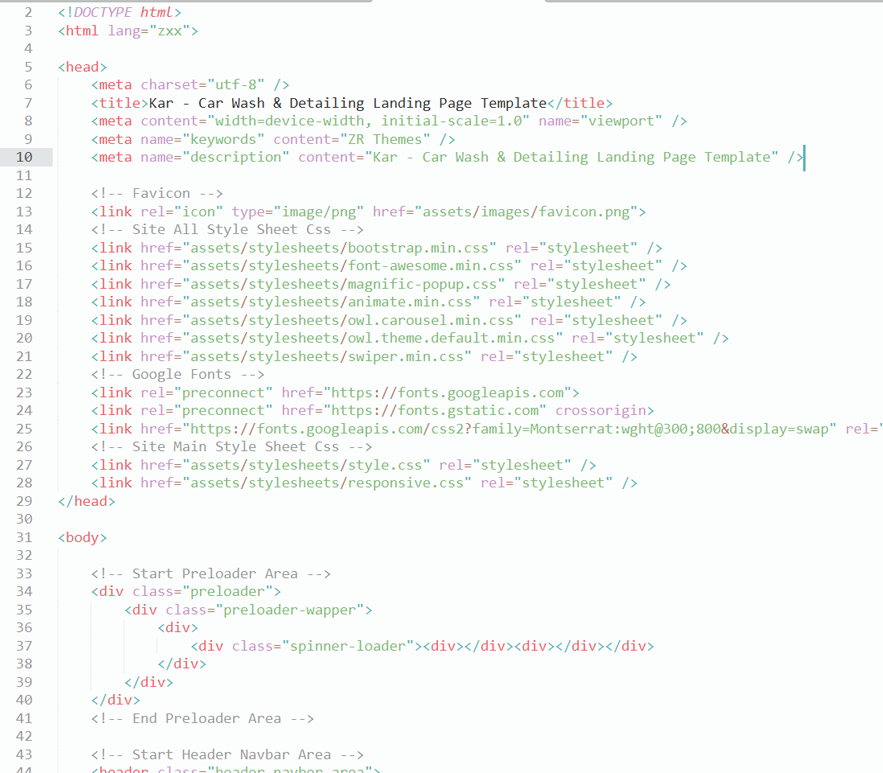 2 <!DOCTYPE html>
3 <html lang="zxx">
4
5 <head>
6     <meta charset="utf-8" />
7     <title>Kar - Car Wash & Detailing Landing Page Template</title>
8     <meta content="width=device-width, initial-scale=1.0" name="viewport" />
9     <meta name="keywords" content="ZR Themes" />
10     <meta name="description" content="Kar - Car Wash & Detailing Landing Page Template" />
11
12     <!-- Favicon -->
13     <link rel="icon" type="image/png" href="assets/images/favicon.png">
14     <!-- Site All Style Sheet Css -->
15     <link href="assets/stylesheets/bootstrap.min.css" rel="stylesheet" />
16     <link href="assets/stylesheets/font-awesome.min.css" rel="stylesheet" />
17     <link href="assets/stylesheets/magnific-popup.css" rel="stylesheet" />
18     <link href="assets/stylesheets/animate.min.css" rel="stylesheet" />
19     <link href="assets/stylesheets/owl.carousel.min.css" rel="stylesheet" />
20     <link href="assets/stylesheets/owl.theme.default.min.css" rel="stylesheet" />
21     <link href="assets/stylesheets/swiper.min.css" rel="stylesheet" />
22     <!-- Google Fonts -->
23     <link rel="preconnect" href="https://fonts.googleapis.com">
24     <link rel="preconnect" href="https://fonts.gstatic.com" crossorigin>
25     <link href="https://fonts.googleapis.com/css2?family=Montserrat:wght@300;800&display=swap" rel="
26     <!-- Site Main Style Sheet Css -->
27     <link href="assets/stylesheets/style.css" rel="stylesheet" />
28     <link href="assets/stylesheets/responsive.css" rel="stylesheet" />
29 </head>
30
31 <body>
32
33     <!-- Start Preloader Area -->
34     <div class="preloader">
35         <div class="preloader-wapper">
36             <div>
37                 <div class="spinner-loader"><div></div><div></div></div>
38             </div>
39         </div>
40     </div>
41     <!-- End Preloader Area -->
42
43     <!-- Start Header Navbar Area -->
44     <header class="header-navbar-area">